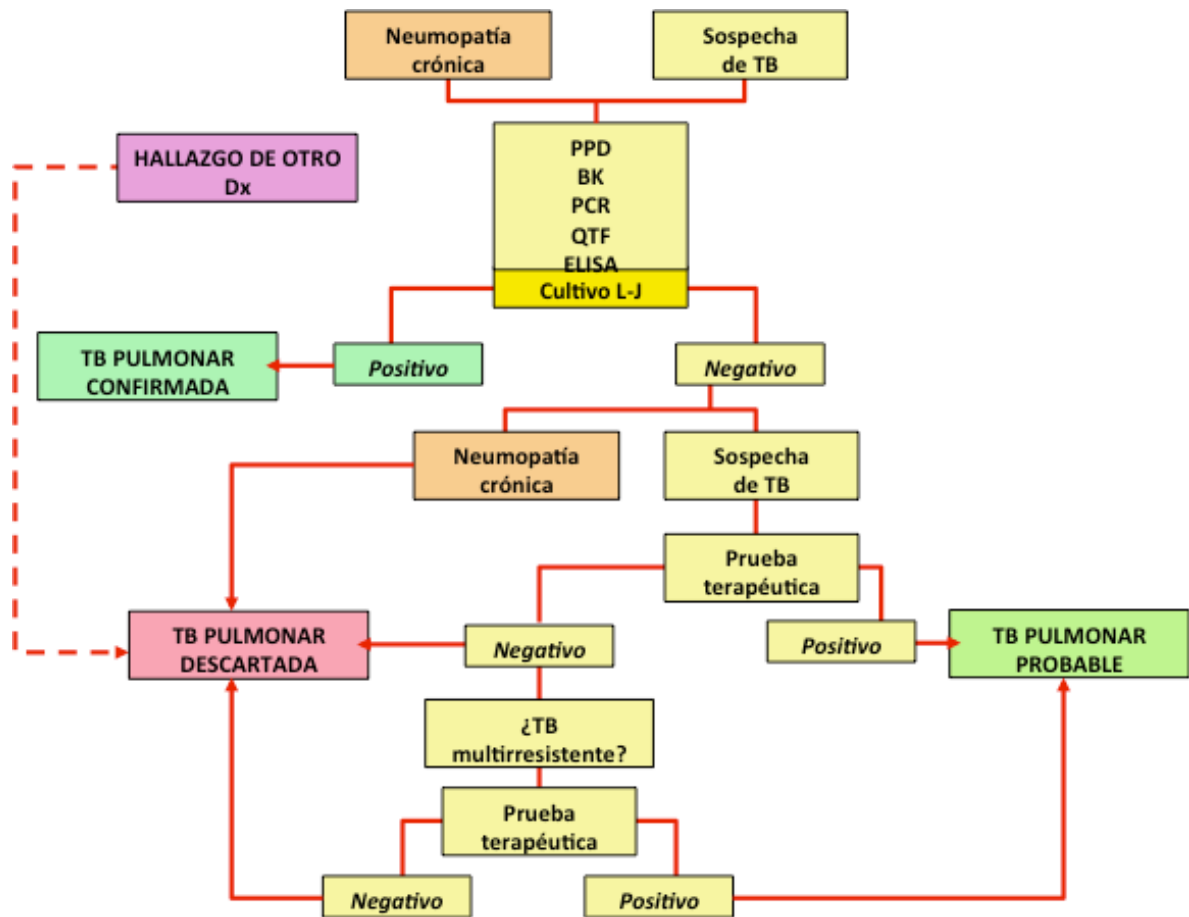 Neumopatía
crónica
Sospecha
de TB
HALLAZGO DE OTRO
Dx
PPD
BK
PCR
QTF
ELISA
Cultivo L-J
TB PULMONAR
CONFIRMADA
Positivo
Negativo
Neumopatía
crónica
Sospecha
de TB
Prueba
terapéutica
TB PULMONAR
DESCARTADA
Negativo
Positivo
TB PULMONAR
PROBABLE
¿TB
multirresistente?
Prueba
terapéutica
Negativo
Positivo